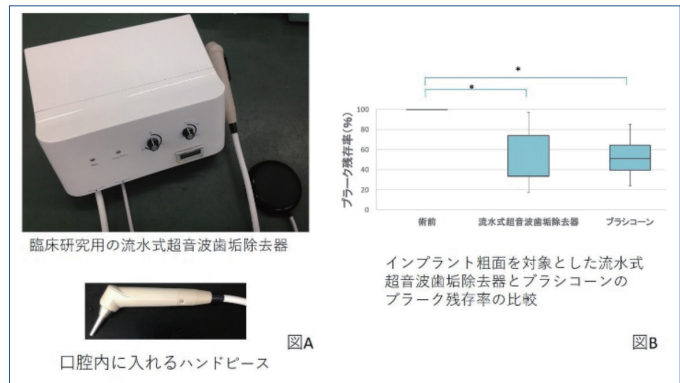 臨床研究用の流水式超音波歯垢除去器
口腔内に入れるハンドピース
図A
*
*
プラーク残存率(%)
100
80
60
40
20
0
術前
流水式超音波歯垢除去器
ブラシコーン
インプラント粗面を対象とした流水式
超音波歯垢除去器とブラシコーンの
プラーク残存率の比較
図B